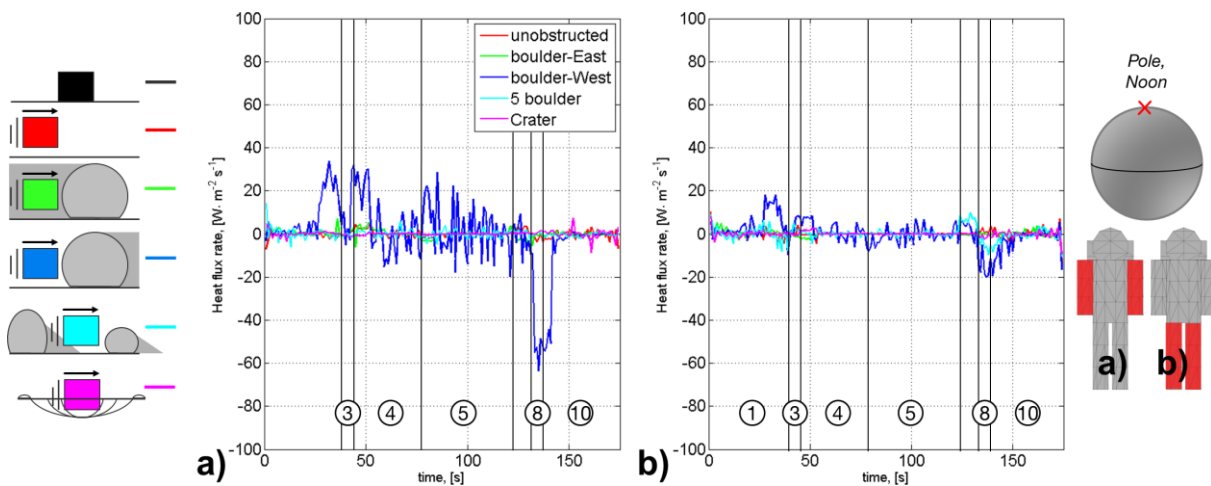 unobstructed
boulder-East
boulder-West
5 boulder
Crater
Heat flux rate, [W· m⁻² s⁻¹]
100
80
60
40
20
0
-20
-40
-60
-80
-100
3
4
5
8
10
0
50
100
150
time, [s]
a)
Heat flux rate, [W· m⁻² s⁻¹]
100
80
60
40
20
0
-20
-40
-60
-80
-100
1
3
4
5
8
10
0
50
100
150
time, [s]
b)
Pole,
Noon
a)
b)